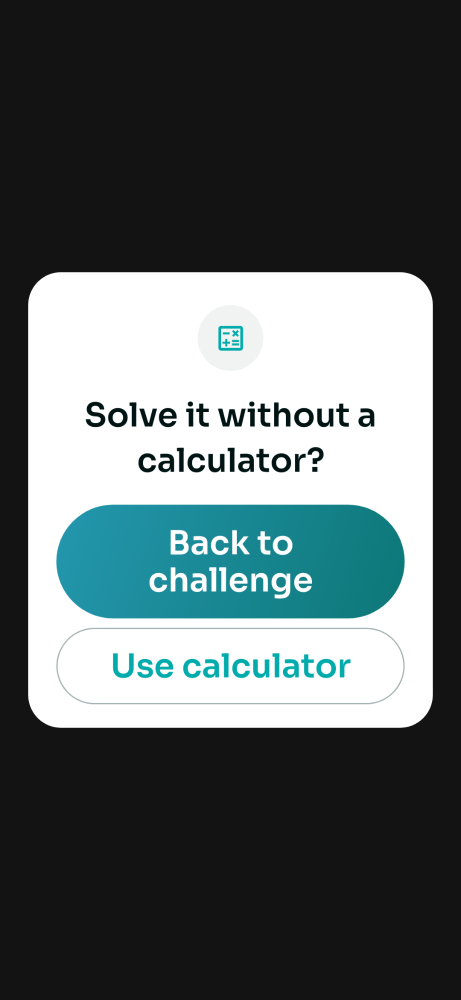 Solve it without a
calculator?
Back to
challenge
Use calculator